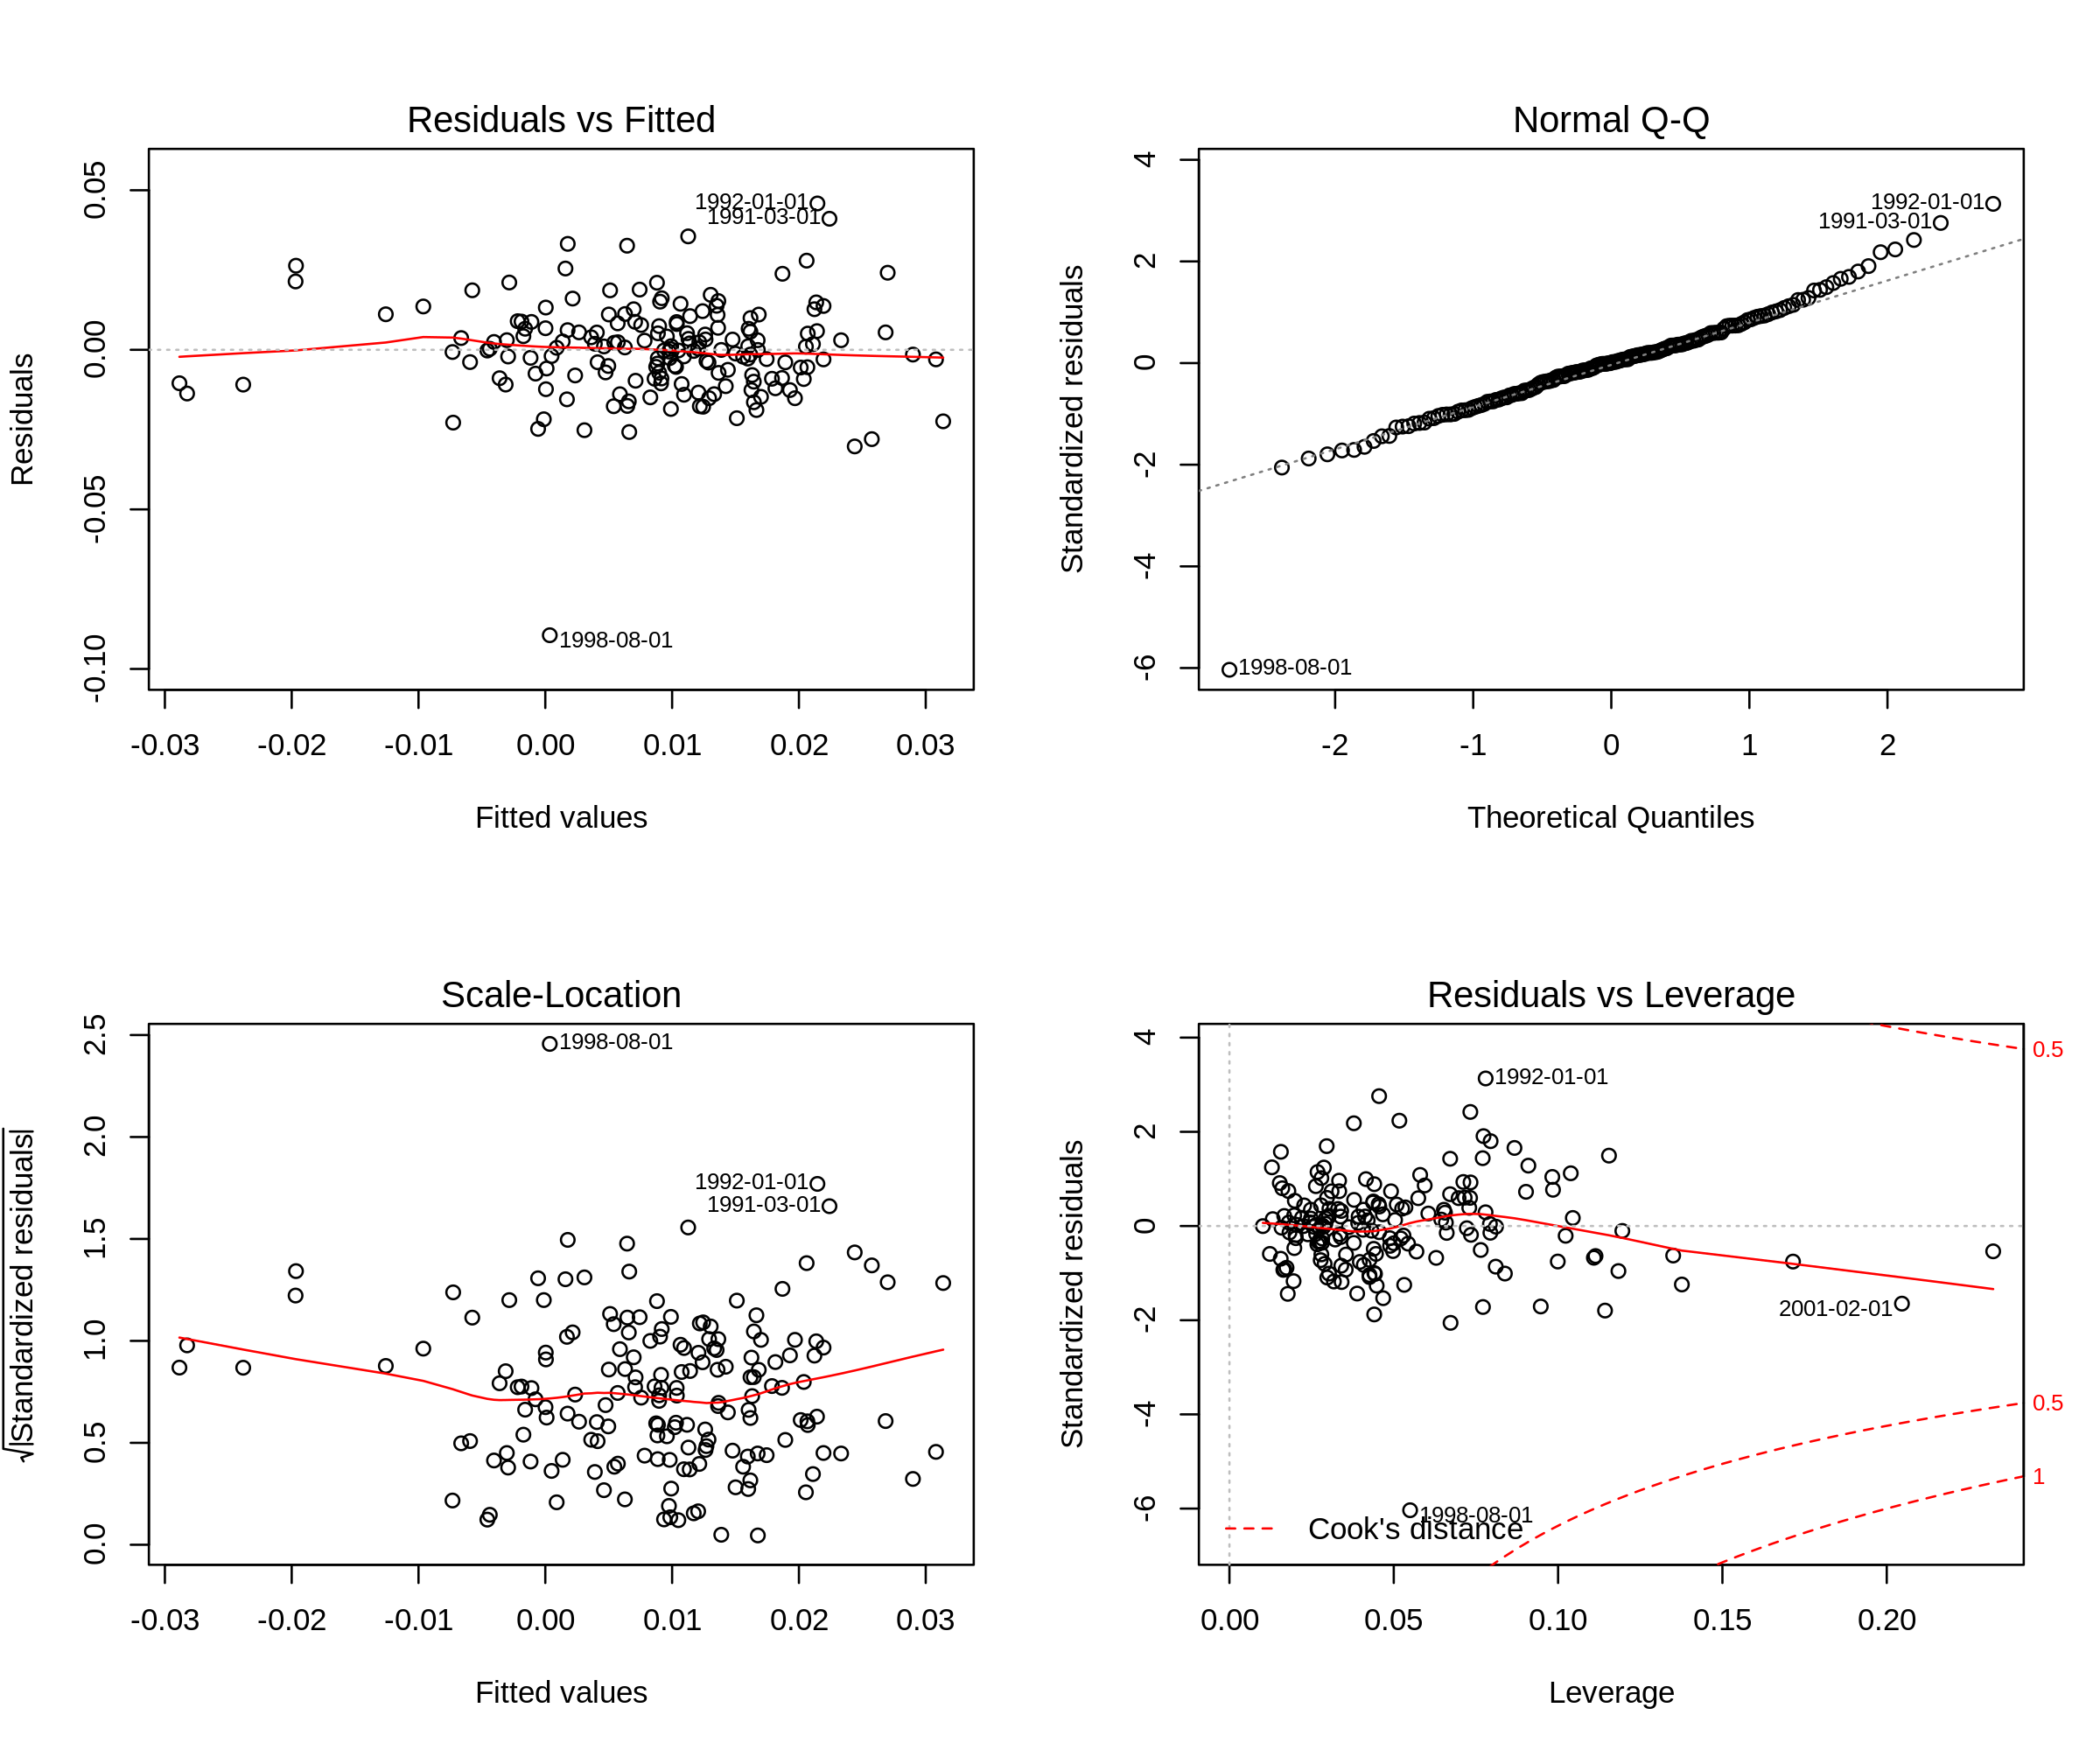 Residuals vs Fitted
0.05
0.00
-0.05
-0.10
Residuals
1992-01-01
1991-03-01
1998-08-01
-0.03 -0.02 -0.01 0.00 0.01 0.02 0.03
Fitted values
Normal Q-Q
4
2
0
-2
-4
-6
Standardized residuals
1992-01-01
1991-03-01
1998-08-01
-2 -1 0 1 2
Theoretical Quantiles
Scale-Location
2.5
2.0
1.5
1.0
0.5
0.0
√|Standardized residuals|
1998-08-01
1992-01-01
1991-03-01
-0.03 -0.02 -0.01 0.00 0.01 0.02 0.03
Fitted values
Residuals vs Leverage
4
2
0
-2
-4
-6
Standardized residuals
0.5
1992-01-01
2001-02-01
0.5
1
1998-08-01
Cook's distance
0.00 0.05 0.10 0.15 0.20
Leverage